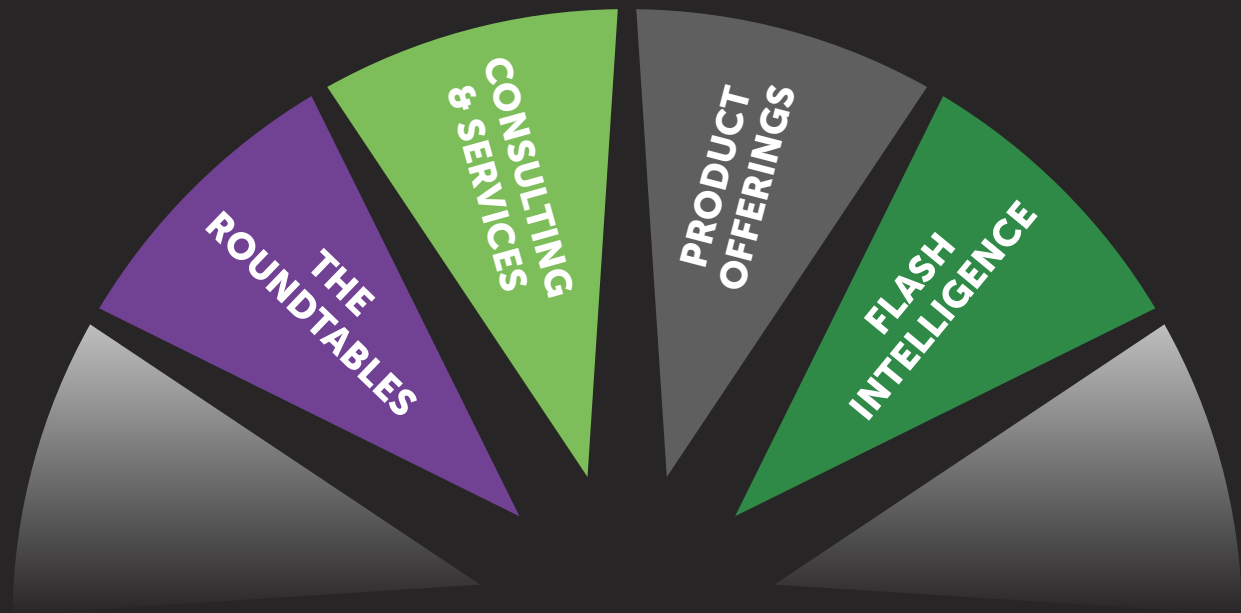 THE
ROUNDTABLES
CONSULTING
& SERVICES
PRODUCT
OFFERINGS
FLASH
INTELLIGENCE